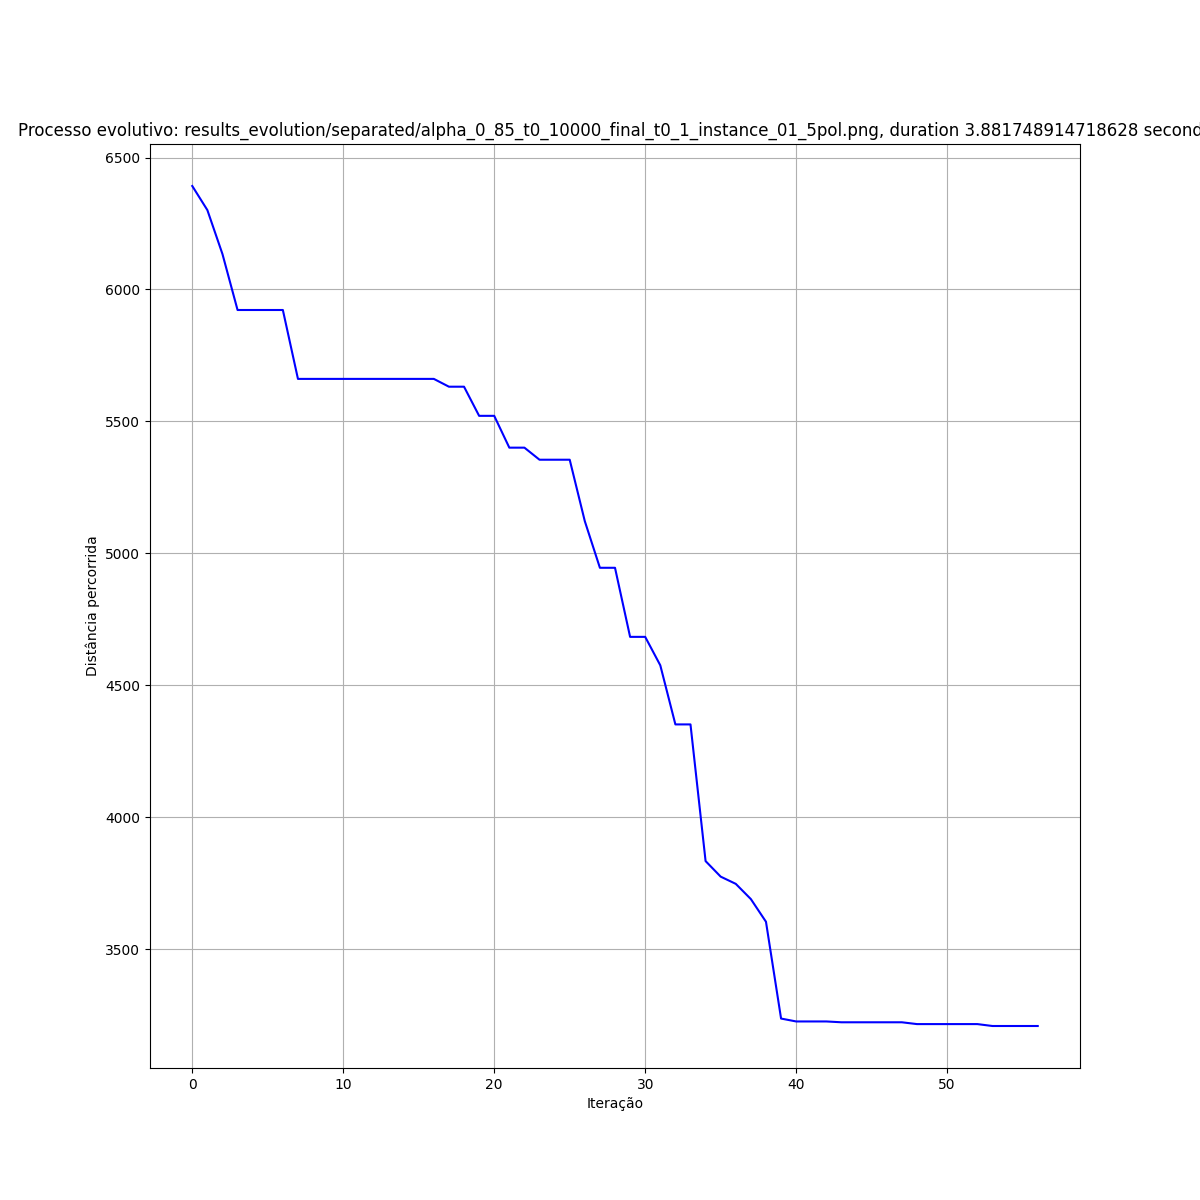 Processo evolutivo: results_evolution/separated/alpha_0_85_t0_10000_final_t0_1_instance_01_5pol.png, duration 3.881748914718628 second
6500
6000
5500
5000
4500
4000
3500
Distância percorrida
0 10 20 30 40 50
Iteração